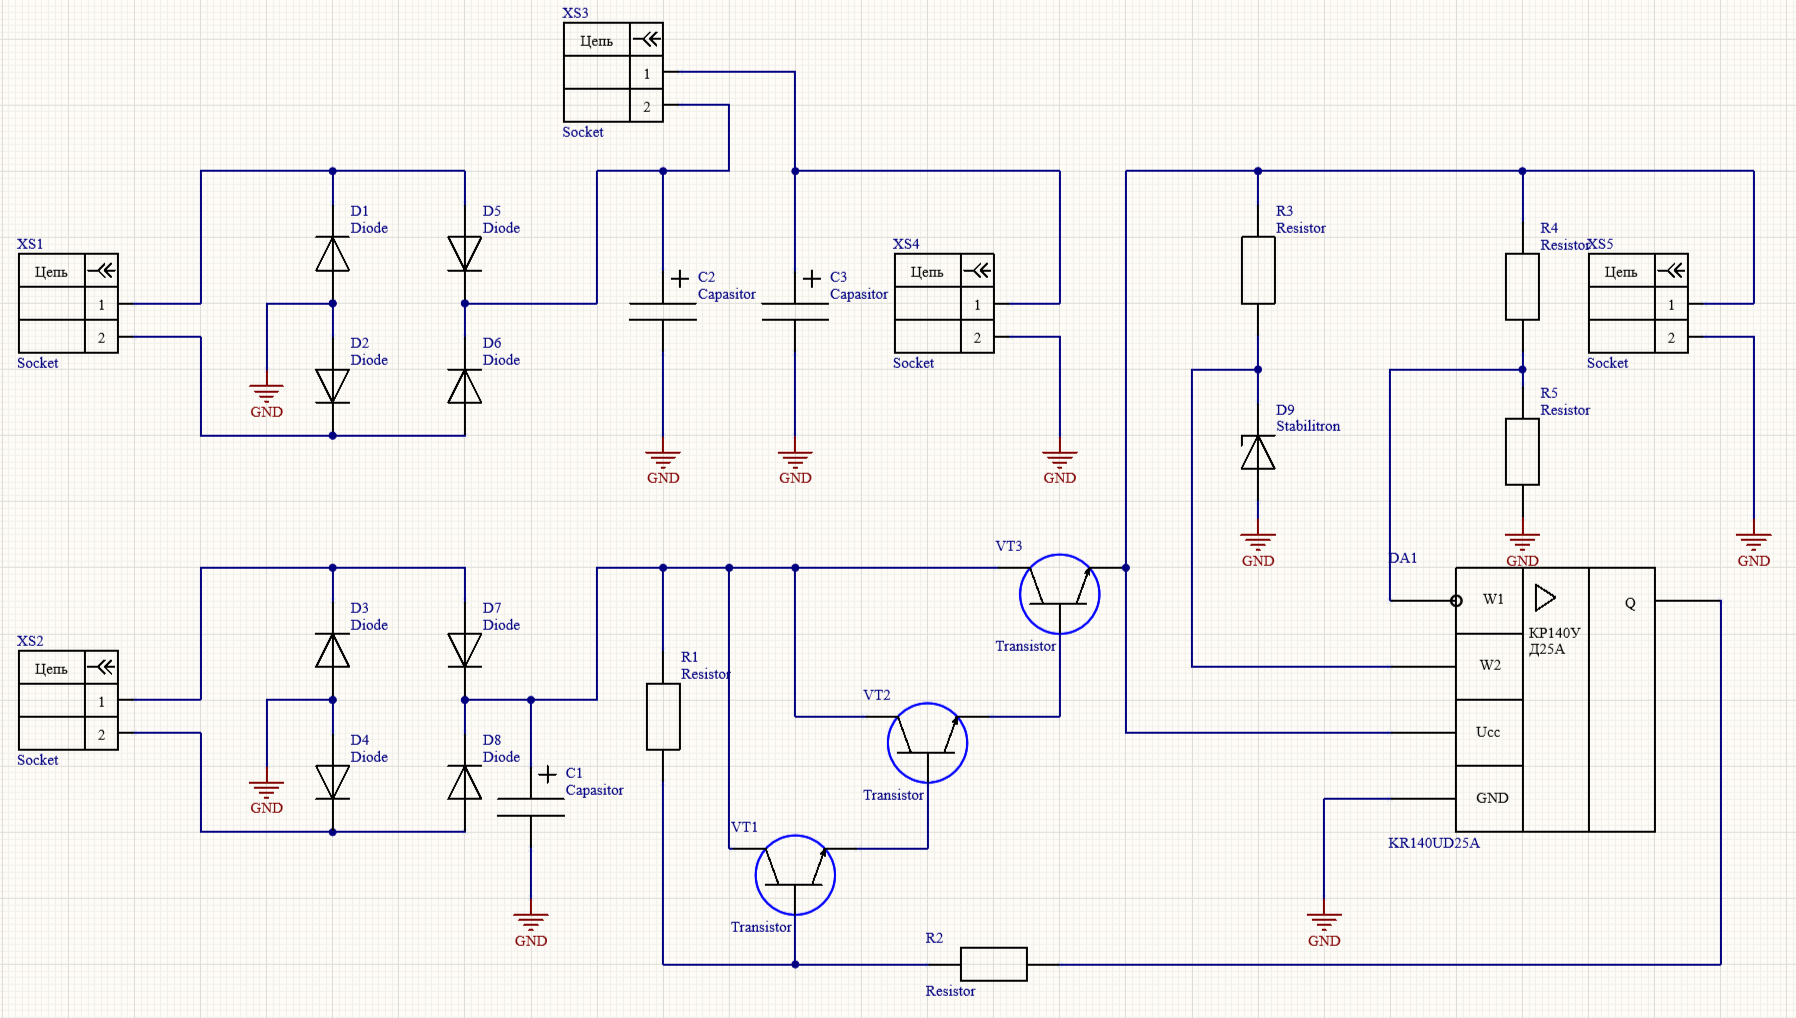 XS3
Цепь
1
2
Socket
D1
Diode
D5
Diode
R3
Resistor
R4
Resistor
XS1
Цепь
1
2
Socket
C2
Capasitor
C3
Capasitor
XS4
Цепь
1
2
Socket
XS5
Цепь
1
2
Socket
D2
Diode
D6
Diode
GND
D9
Stabilitron
R5
Resistor
GND
GND
GND
GND
GND
GND
VT3
Transistor
DA1
W1
Q
КР140У
Д25А
W2
Ucc
GND
KR140UD25A
D3
Diode
D7
Diode
XS2
Цепь
1
2
Socket
R1
Resistor
VT2
Transistor
D4
Diode
D8
Diode
C1
Capasitor
GND
VT1
Transistor
GND
GND
R2
Resistor